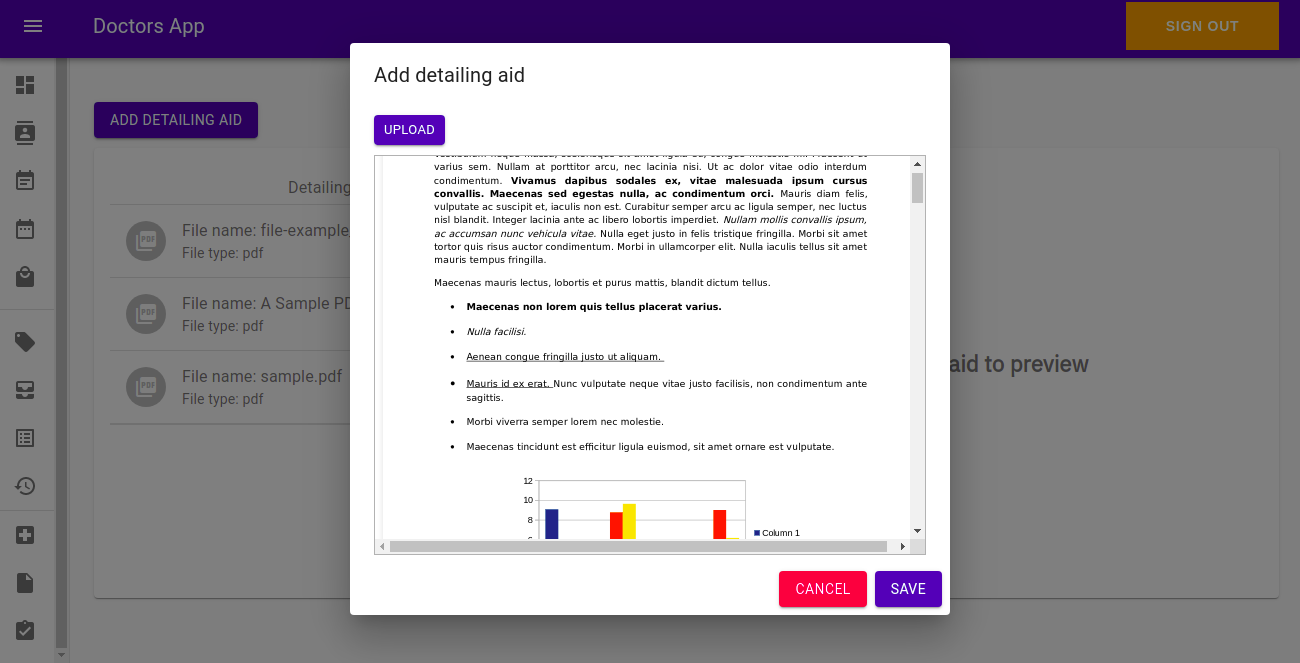 Doctors App
SIGN OUT
Add detailing aid
ADD DETAILING AID
UPLOAD
varius sem. Nullam at porttitor arcu, nec lacinia nisi. Ut ac dolor vitae odio interdum
condimentum. Vivamus dapibus sodales ex, vitae malesuada ipsum cursus
convallis. Maecenas sed egestas nulla, ac condimentum orci. Mauris diam felis,
vulputate ac suscipit et, iaculis non est. Curabitur semper arcu ac ligula semper, nec luctus
nisl blandit. Integer lacinia ante ac libero lobortis imperdiet. Nullam mollis convallis ipsum,
ac accumsan nunc vehicula vitae. Nulla eget justo in felis tristique fringilla. Morbi sit amet
tortor quis risus auctor condimentum. Morbi in ullamcorper elit. Nulla iaculis tellus sit amet
mauris tempus fringilla.
Maecenas mauris lectus, lobortis et purus mattis, blandit dictum tellus.
• Maecenas non lorem quis tellus placerat varius.
• Nulla facilisi.
• Aenean congue fringilla justo ut aliquam.
• Mauris id ex erat. Nunc vulputate neque vitae justo facilisis, non condimentum ante
sagittis.
• Morbi viverra semper lorem nec molestie.
• Maecenas tincidunt est efficitur ligula euismod, sit amet ornare est vulputate.
12
10
8
Column 1
CANCEL
SAVE
Detailing
PDF
File name: file-example
File type: pdf
PDF
File name: A Sample PD
File type: pdf
PDF
File name: sample.pdf
File type: pdf
aid to preview